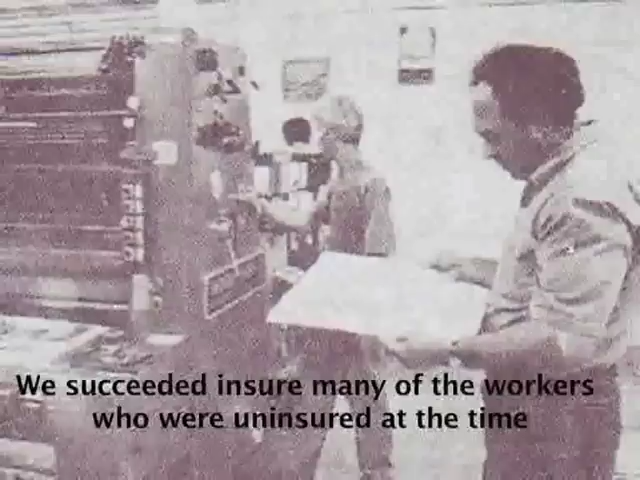 We succeeded insure many of the workers
who were uninsured at the time